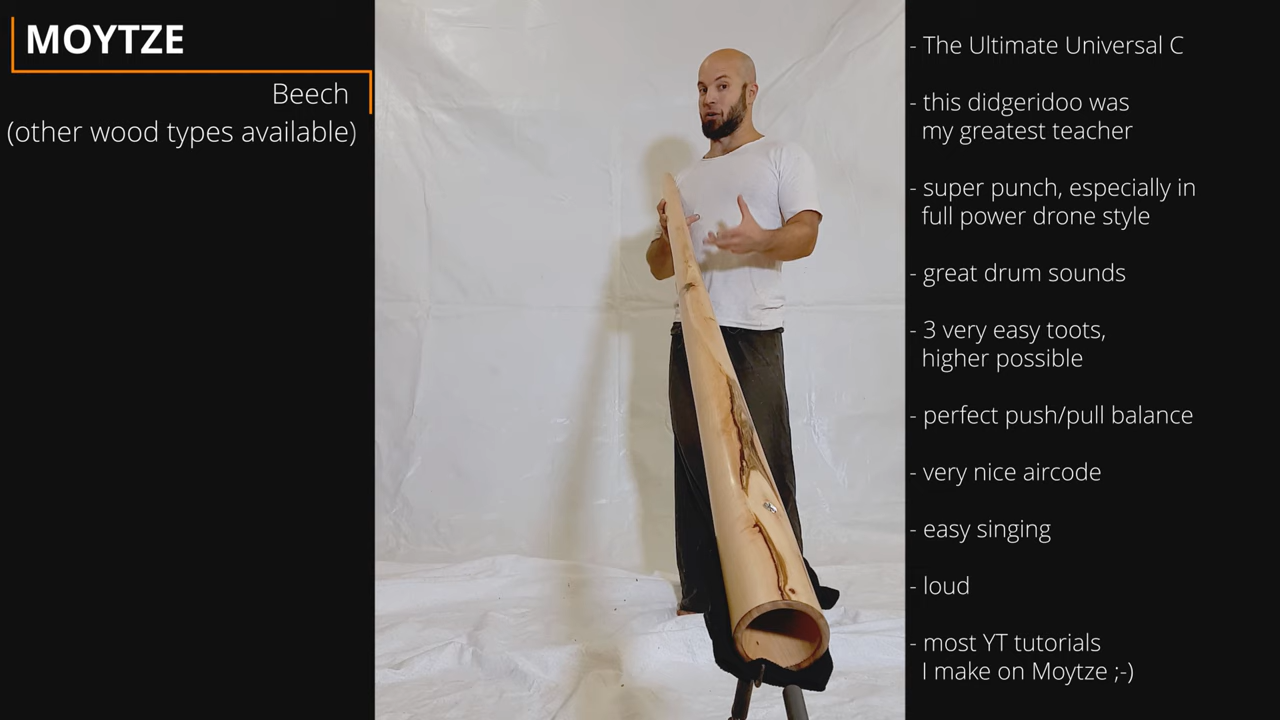 MOYTZE
Beech
(other wood types available)
- The Ultimate Universal C
- this didgeridoo was
my greatest teacher
- super punch, especially in
full power drone style
- great drum sounds
- 3 very easy toots,
higher possible
- perfect push/pull balance
- very nice aircode
- easy singing
- loud
- most YT tutorials
I make on Moytze ;-)